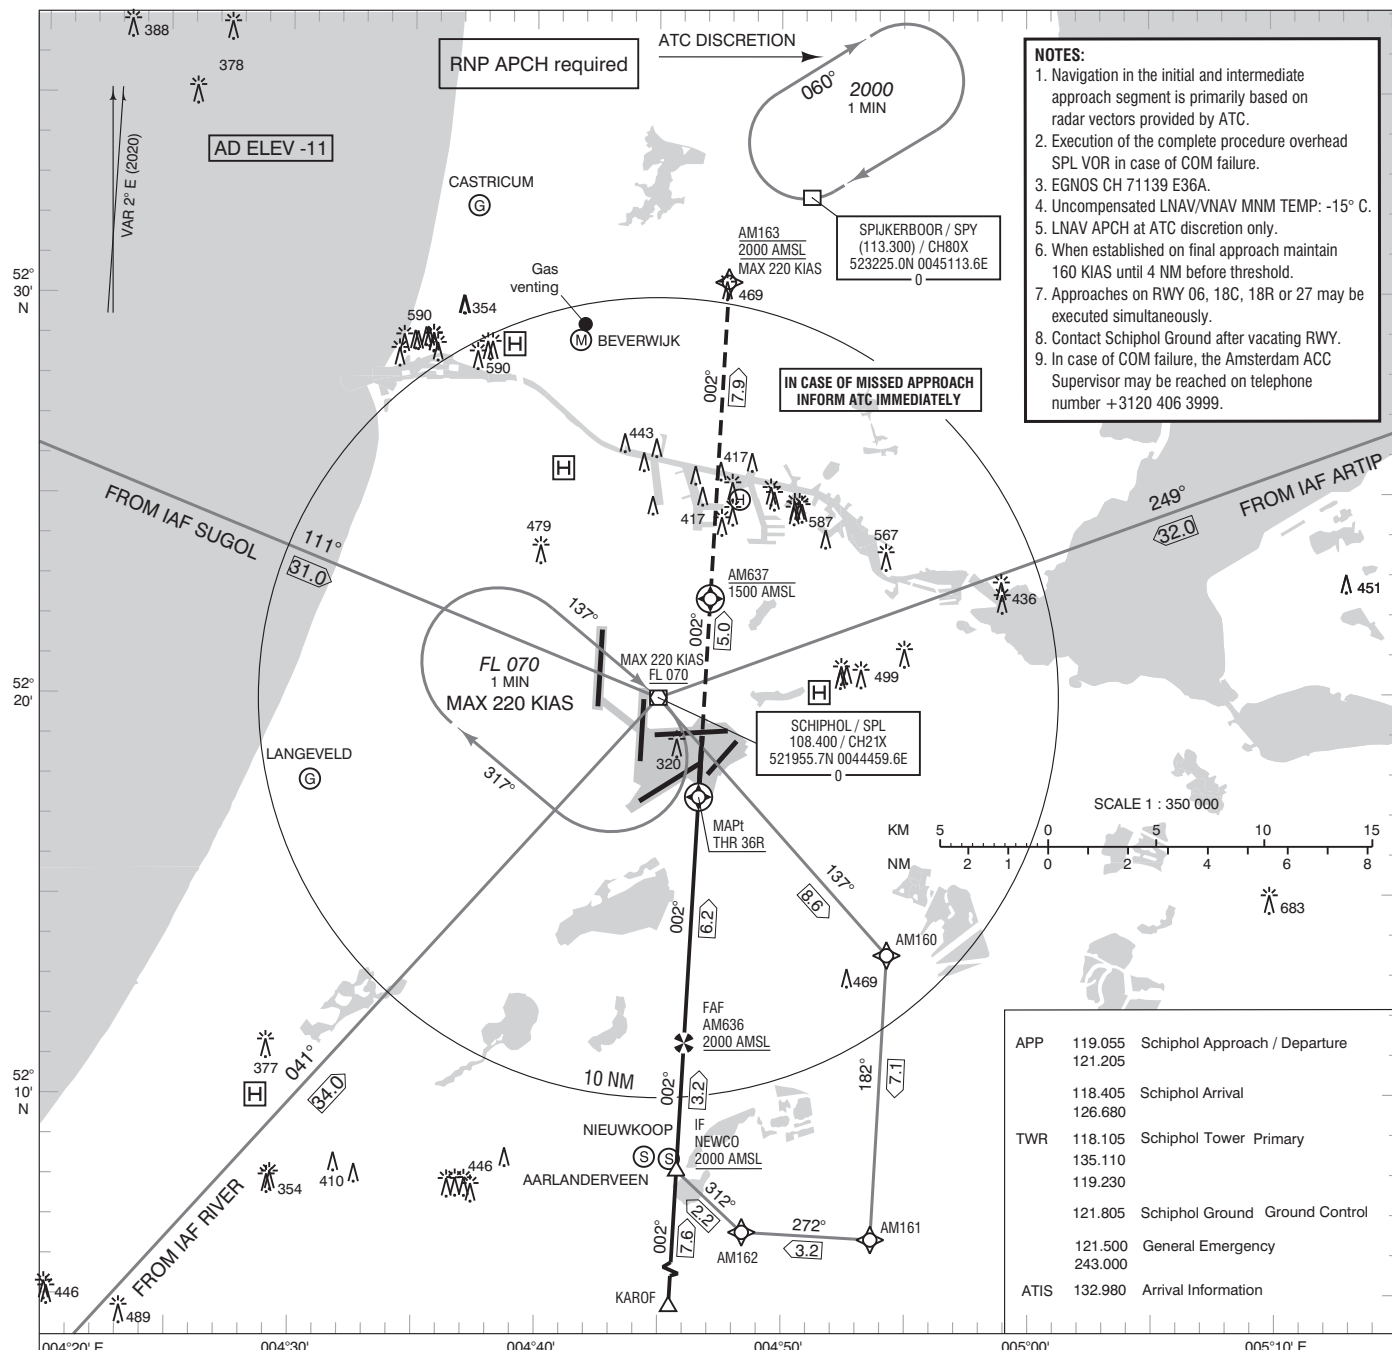 388
378
RNP APCH required
ATC DISCRETION
060°
2000
1 MIN
NOTES:
1. Navigation in the initial and intermediate
approach segment is primarily based on
radar vectors provided by ATC.
2. Execution of the complete procedure overhead
SPL VOR in case of COM failure.
3. EGNOS CH 71139 E36A.
4. Uncompensated LNAV/VNAV MNM TEMP: -15° C.
5. LNAV APCH at ATC discretion only.
6. When established on final approach maintain
160 KIAS until 4 NM before threshold.
7. Approaches on RWY 06, 18C, 18R or 27 may be
executed simultaneously.
8. Contact Schiphol Ground after vacating RWY.
9. In case of COM failure, the Amsterdam ACC
Supervisor may be reached on telephone
number +3120 406 3999.
VAR 2° E (2020)
AD ELEV -11
CASTRICUM
G
SPIJKERBOOR / SPY
(113.300) / CH80X
523225.0N 0045113.6E
0
AM163
2000 AMSL
MAX 220 KIAS
469
52°
30'
N
Gas
venting
354
590
590
H
M
BEVERWIJK
002°
7.9
IN CASE OF MISSED APPROACH
INFORM ATC IMMEDIATELY
443
417
H
H
417
587
567
479
FROM IAF SUGOL
111°
31.0
249°
32.0
FROM IAF ARTIP
AM637
1500 AMSL
436
451
137°
002°
5.0
FL 070
1 MIN
MAX 220 KIAS
MAX 220 KIAS
FL 070
499
H
52°
20'
SCHIPHOL / SPL
108.400 / CH21X
521955.7N 0044459.6E
0
320
LANGEVELD
G
317°
MAPt
THR 36R
SCALE 1 : 350 000
KM
5
0
5
10
15
NM
2
1
0
2
4
6
8
137°
8.6
683
002°
6.2
AM160
469
FAF
AM636
2000 AMSL
377
041°
34.0
H
52°
10'
N
10 NM
002°
3.2
182°
7.1
NIEUWKOOP
IF
NEWCO
2000 AMSL
S
S
AARLANDERVEEN
446
410
354
312°
2.2
272°
3.2
AM161
AM162
002°
7.6
FROM IAF RIVER
KAROF
446
489
APP 119.055 Schiphol Approach / Departure
121.205
118.405 Schiphol Arrival
126.680
TWR 118.105 Schiphol Tower Primary
135.110
119.230
121.805 Schiphol Ground Ground Control
121.500 General Emergency
243.000
ATIS 132.980 Arrival Information
004°20' E
004°30'
004°40'
004°50'
005°00'
005°10' E